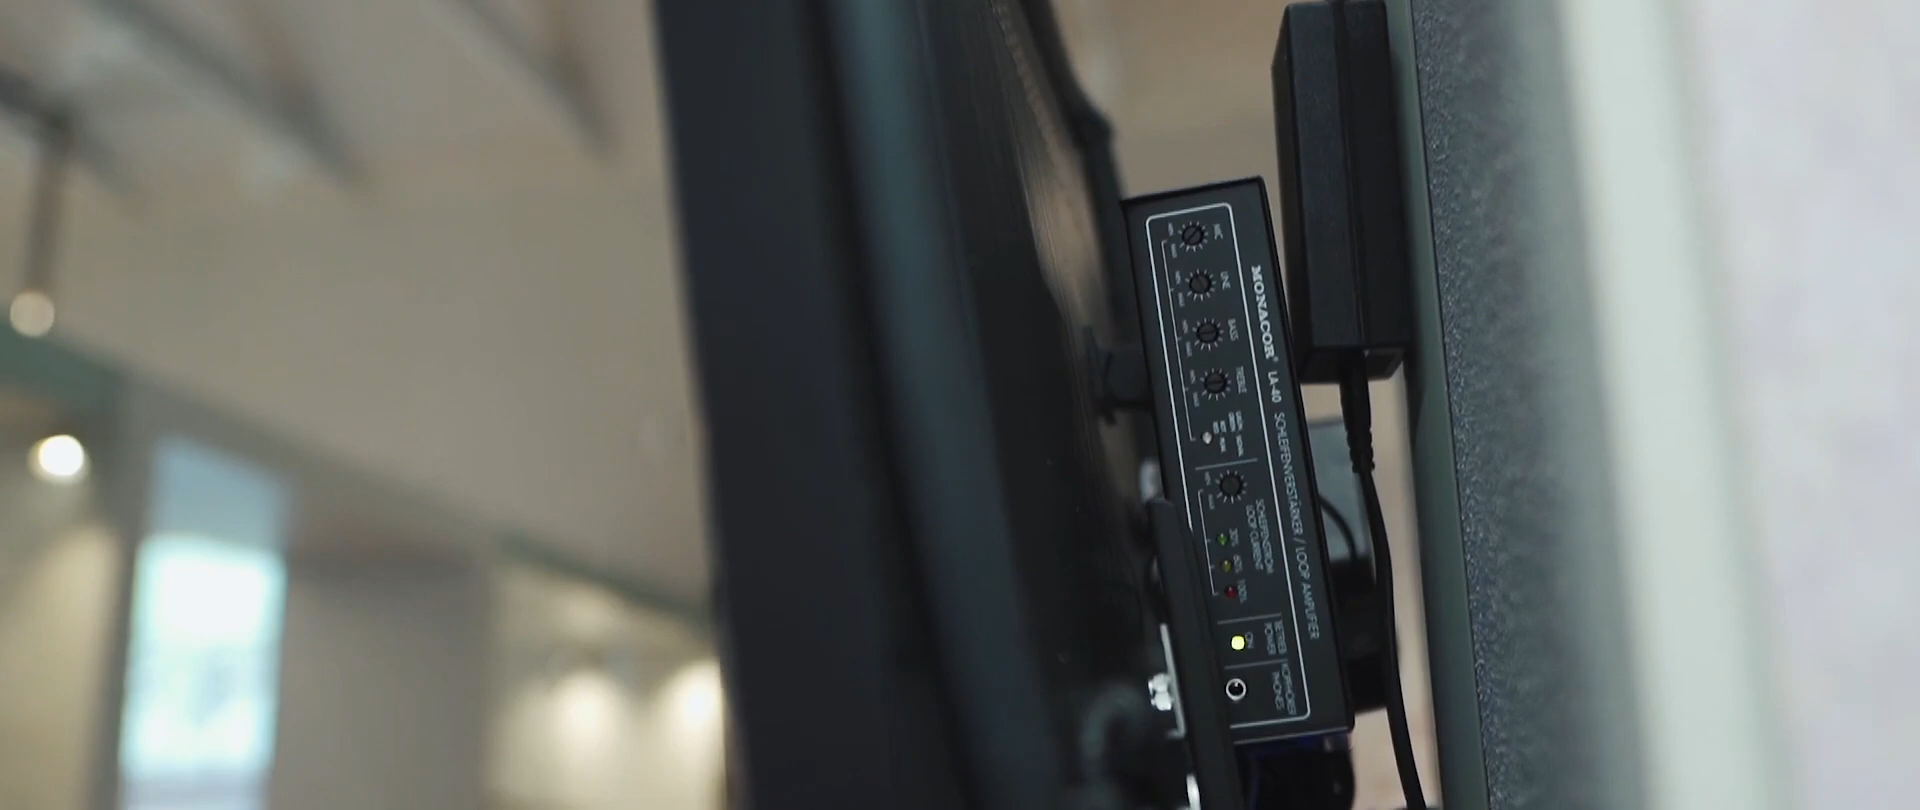 MONACOR® LA-40 SCHLEIFENVERSTÄRKER / LOOP AMPLIFIER
MIC
LINE
BASS
TREBLE
SCHLEIFENSTROM
LOOP CURRENT
30% 60% 100%
BETRIEB
POWER
ON
KOPFHÖRER
PHONES